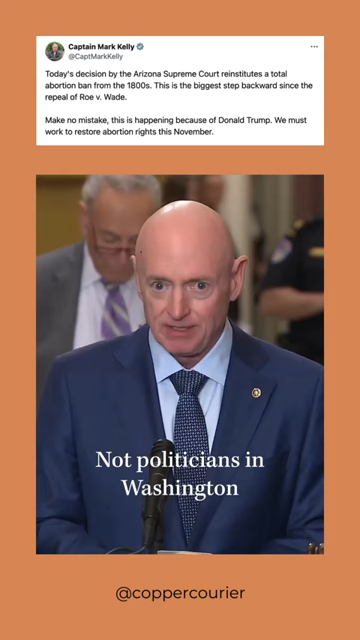 Captain Mark Kelly
@CaptMarkKelly
Today's decision by the Arizona Supreme Court reinstitutes a total
abortion ban from the 1800s. This is the biggest step backward since the
repeal of Roe v. Wade.
Make no mistake, this is happening because of Donald Trump. We must
work to restore abortion rights this November.
Not politicians in
Washington
@coppercourier